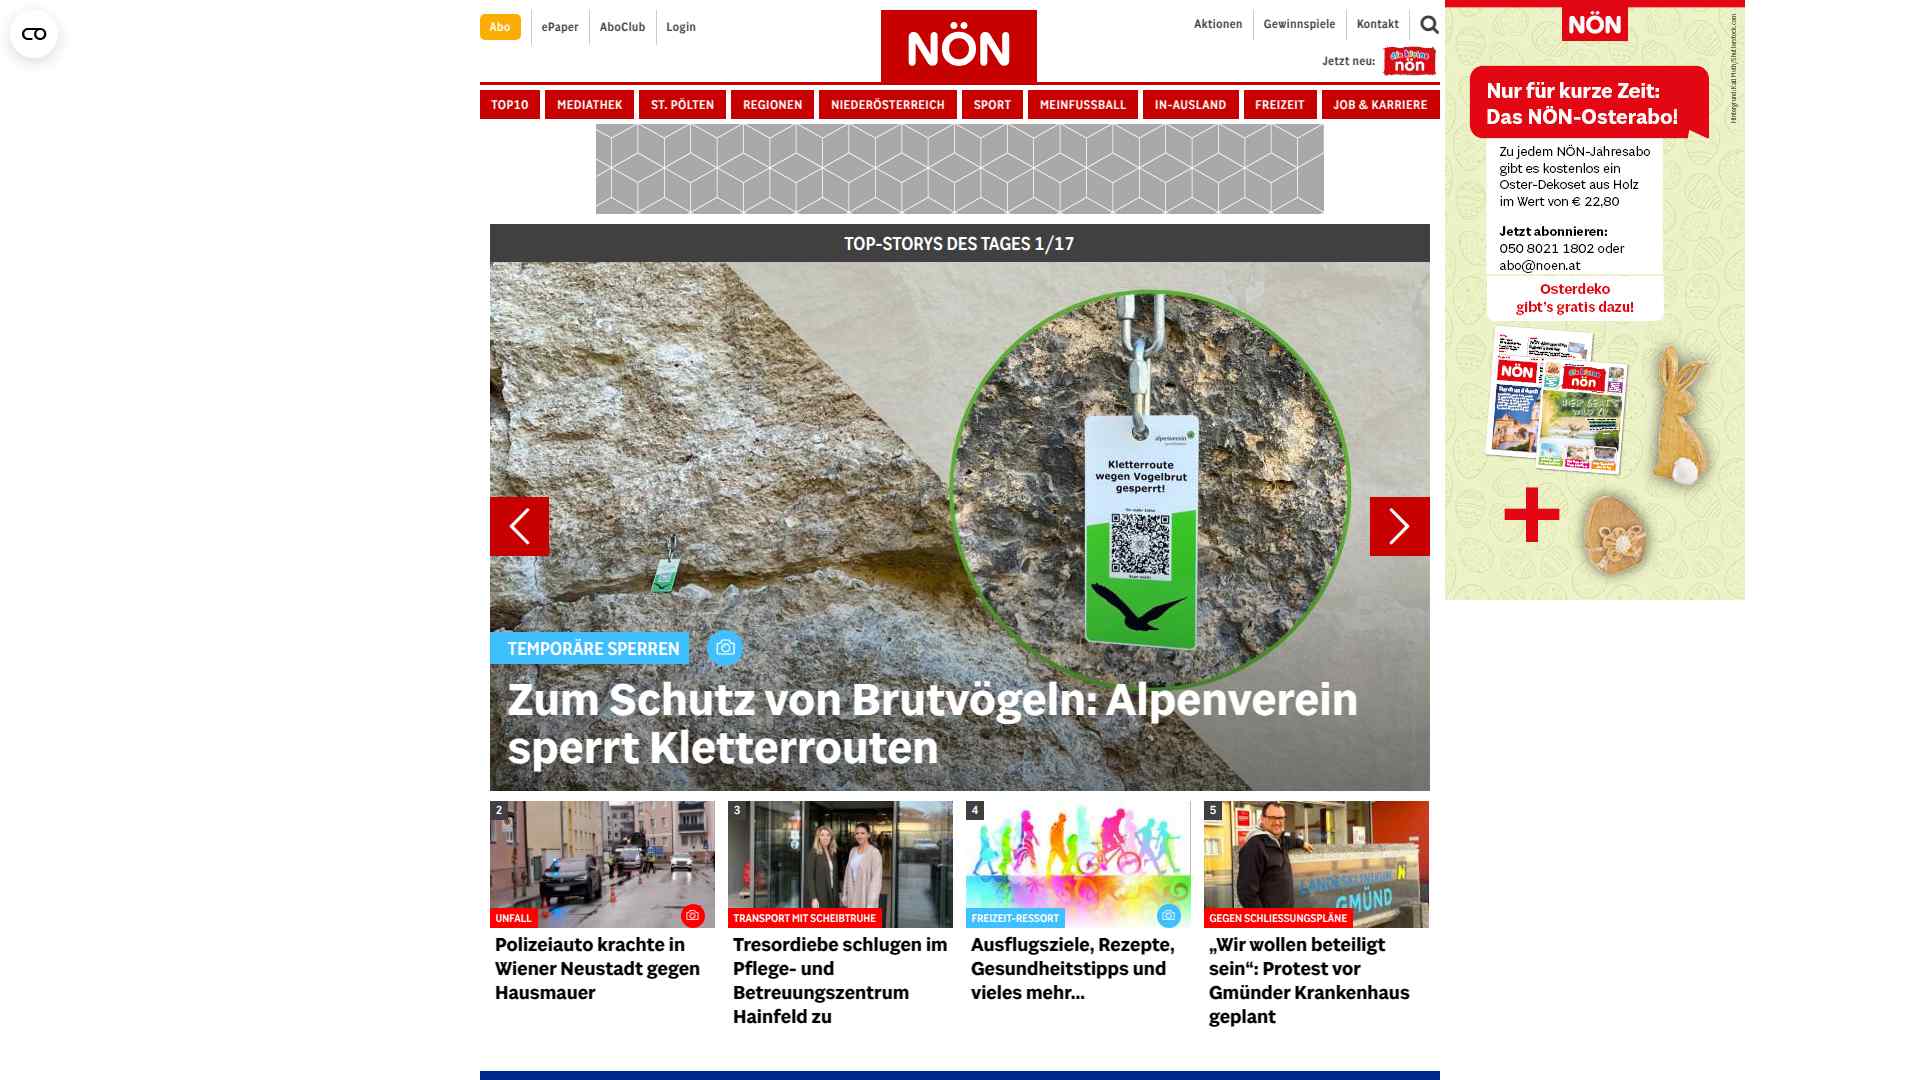 Abo
ePaper
AboClub
Login
NÖN
Aktionen
Gewinnspiele
Kontakt
Jetzt neu:
die kleine
nön
TOP10
MEDIATHEK
ST. PÖLTEN
REGIONEN
NIEDERÖSTERREICH
SPORT
MEINFUSSBALL
IN-AUSLAND
FREIZEIT
JOB & KARRIERE
TOP-STORYS DES TAGES 1/17
alpenverein
Kletterroute
wegen Vogelbrut
gesperrt!
TEMPORÄRE SPERREN
Zum Schutz von Brutvögeln: Alpenverein
sperrt Kletterrouten
2
UNFALL
Polizeiauto krachte in
Wiener Neustadt gegen
Hausmauer
3
TRANSPORT MIT SCHEIBTRUHE
Tresordiebe schlugen im
Pflege- und
Betreuungszentrum
Hainfeld zu
4
FREIZEIT-RESSORT
Ausflugsziele, Rezepte,
Gesundheitstipps und
vieles mehr...
5
GMÜND
GEGEN SCHLIESSUNGSPLÄNE
„Wir wollen beteiligt
sein“: Protest vor
Gmünder Krankenhaus
geplant
NÖN
Nur für kurze Zeit:
Das NÖN-Osterabo!
Zu jedem NÖN-Jahresabo
gibt es kostenlos ein
Oster-Dekoset aus Holz
im Wert von € 22,80
Jetzt abonnieren:
050 8021 1802 oder
abo@noen.at
Osterdeko
gibt's gratis dazu!
NÖN
die kleine
nön